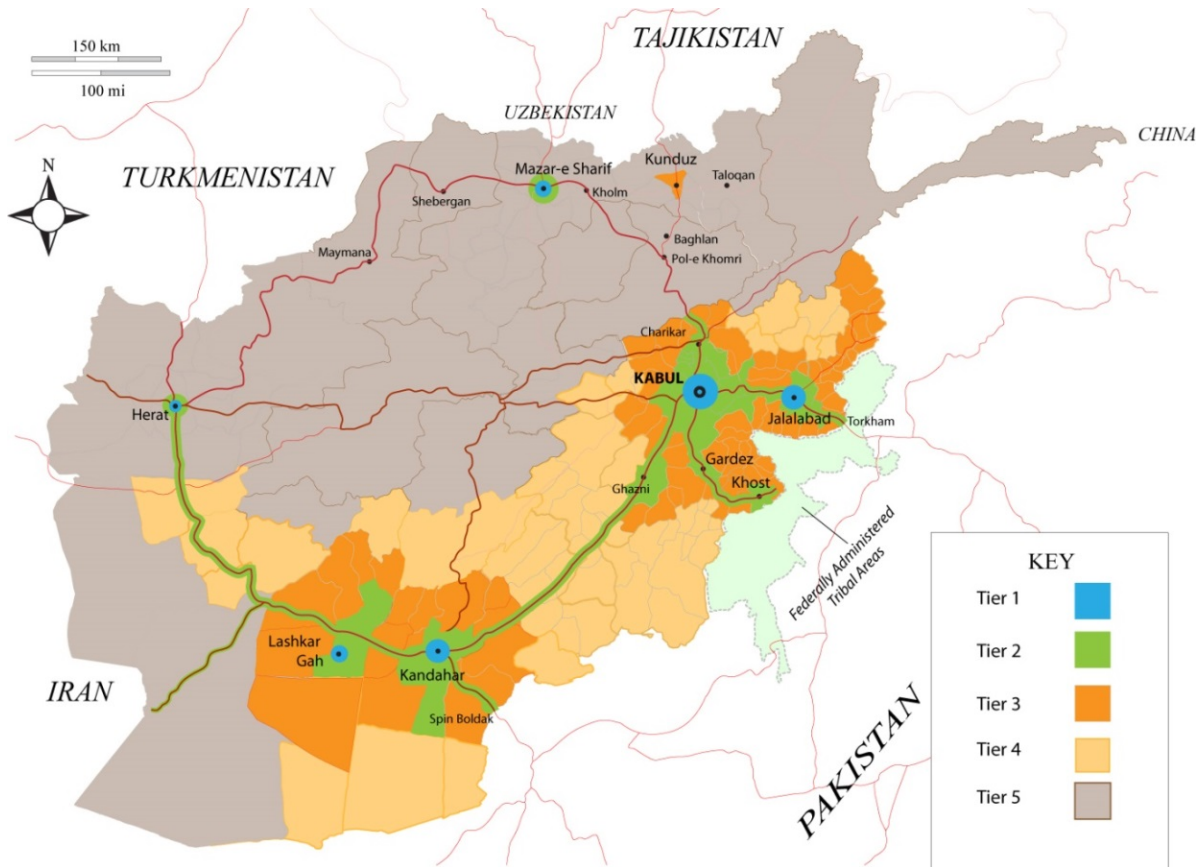 150 km
100 mi
TAJIKISTAN
UZBEKISTAN
CHINA
N
TURKMENISTAN
Mazar-e Sharif
Kunduz
Taloqan
Shebergan
Kholm
Maymana
Baghlan
Pol-e Khomri
Charikar
KABUL
Herat
Jalalabad
Torkham
Gardez
Ghazni
Khost
Federally Administered
Tribal Areas
KEY
Tier 1
Tier 2
Tier 3
Tier 4
Tier 5
Lashkar
Gah
Kandahar
IRAN
Spin Boldak
PAKISTAN